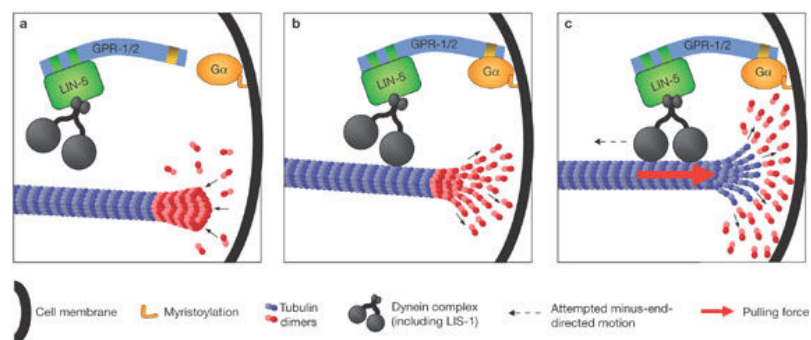 a
GPR-1/2
LIN-5
Gα
b
GPR-1/2
LIN-5
Gα
c
GPR-1/2
LIN-5
Gα
Cell membrane
Myristoylation
Tubulin
dimers
Dynein complex
(including LIS-1)
Attempted minus-end-
directed motion
Pulling force